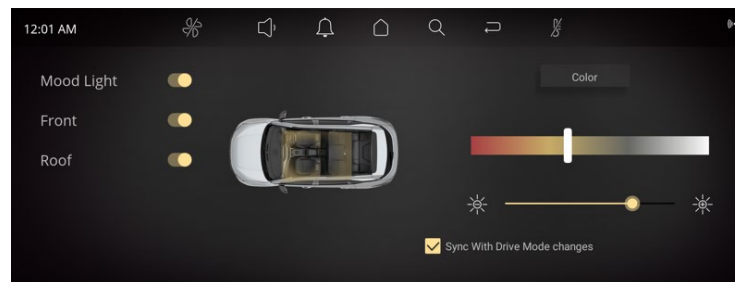 12:01 AM
Mood Light
Front
Roof
Color
Sync With Drive Mode changes